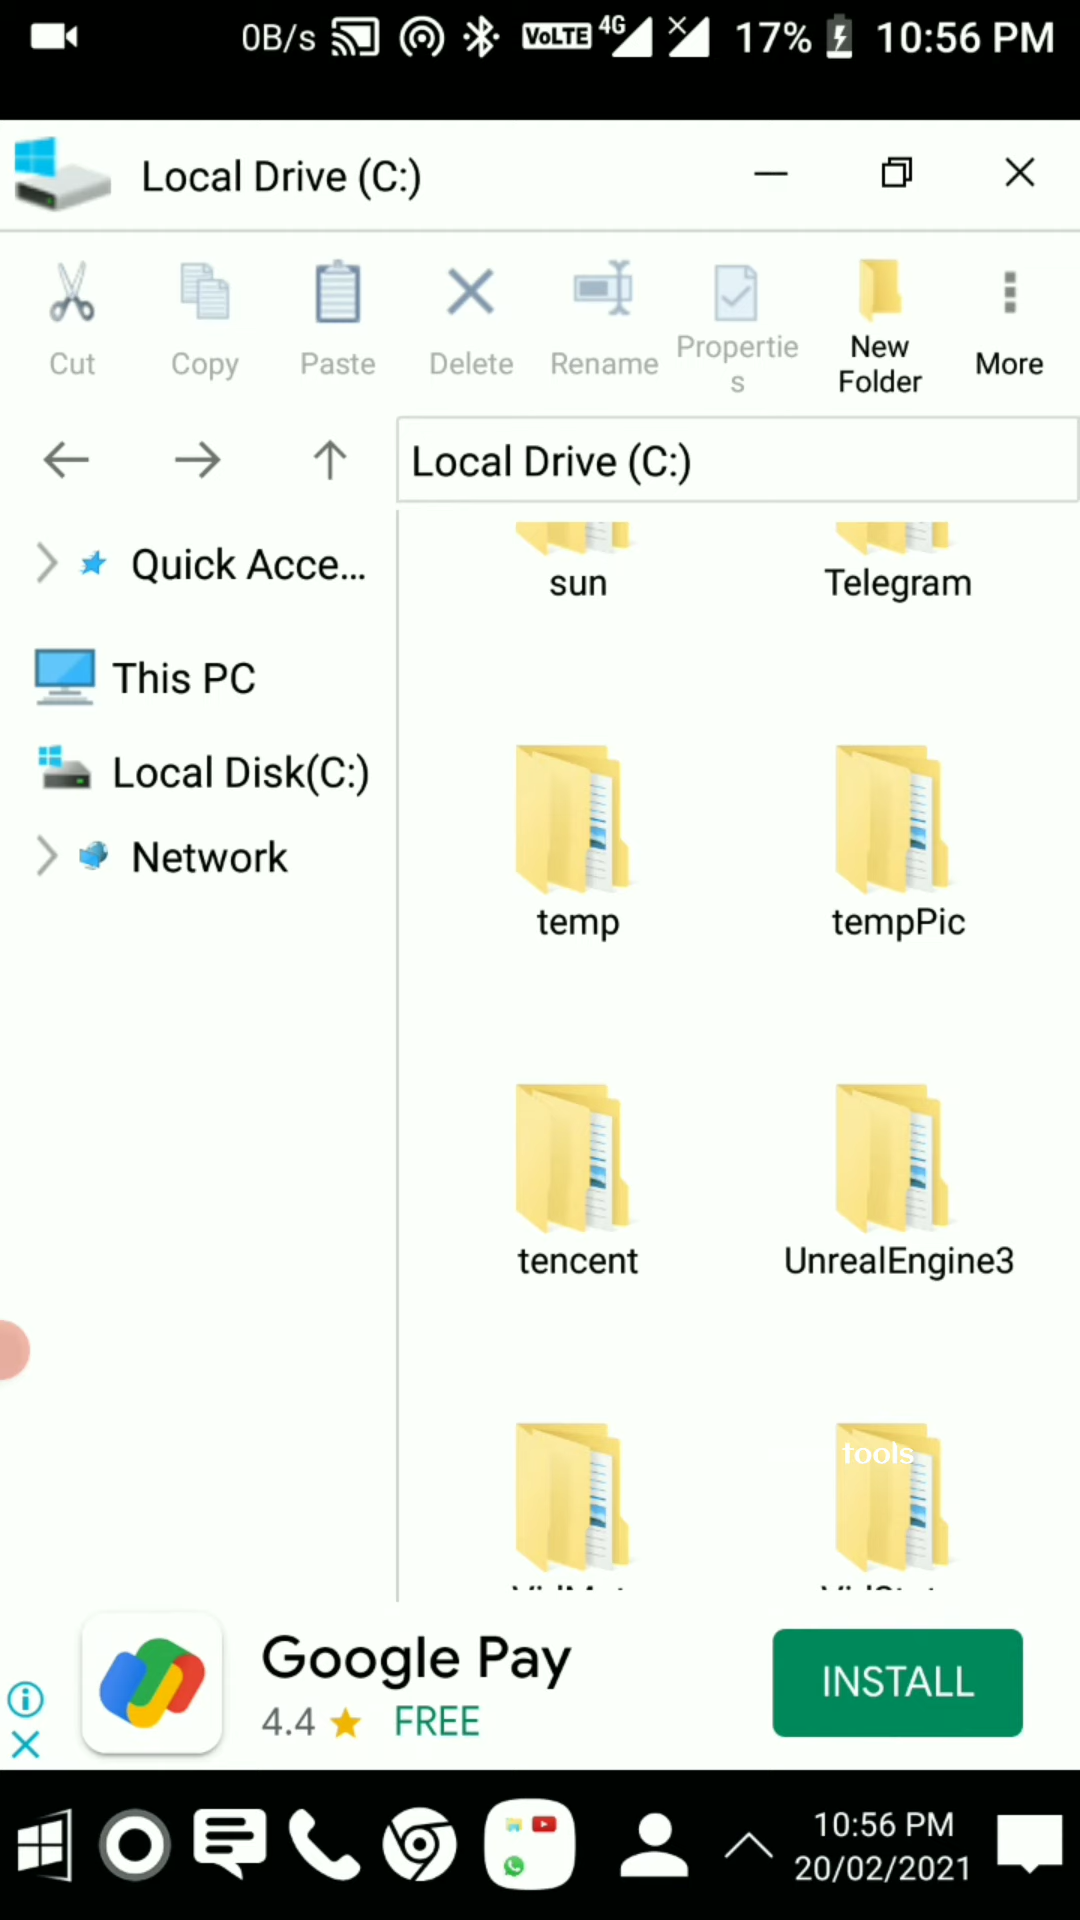 0B/s VoLTE 4G 17% 10:56 PM
Local Drive (C:)
Cut
Copy
Paste
Delete
Rename
Propertie
s
New
Folder
More
Local Drive (C:)
Quick Acce...
This PC
Local Disk(C:)
Network
sun
Telegram
temp
tempPic
tencent
UnrealEngine3
tools
Google Pay
4.4 FREE
INSTALL
10:56 PM
20/02/2021